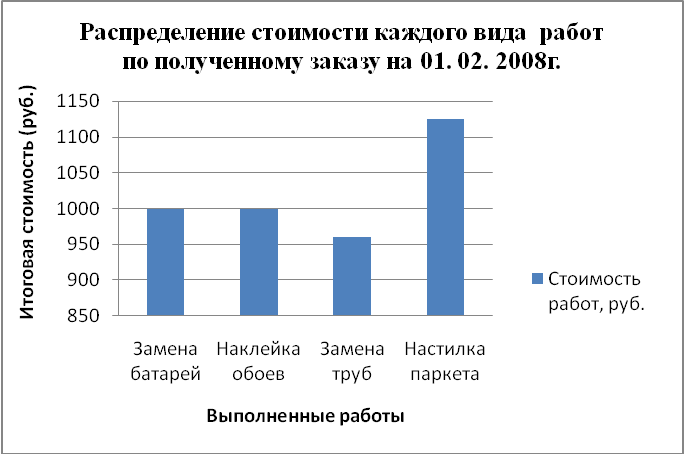 Распределение стоимости каждого вида работ
по полученному заказу на 01. 02. 2008г.
Итоговая стоимость (руб.)
1150
1100
1050
1000
950
900
850
Замена
батарей
Наклейка
обоев
Замена
труб
Настилка
паркета
Выполненные работы
Стоимость
работ, руб.